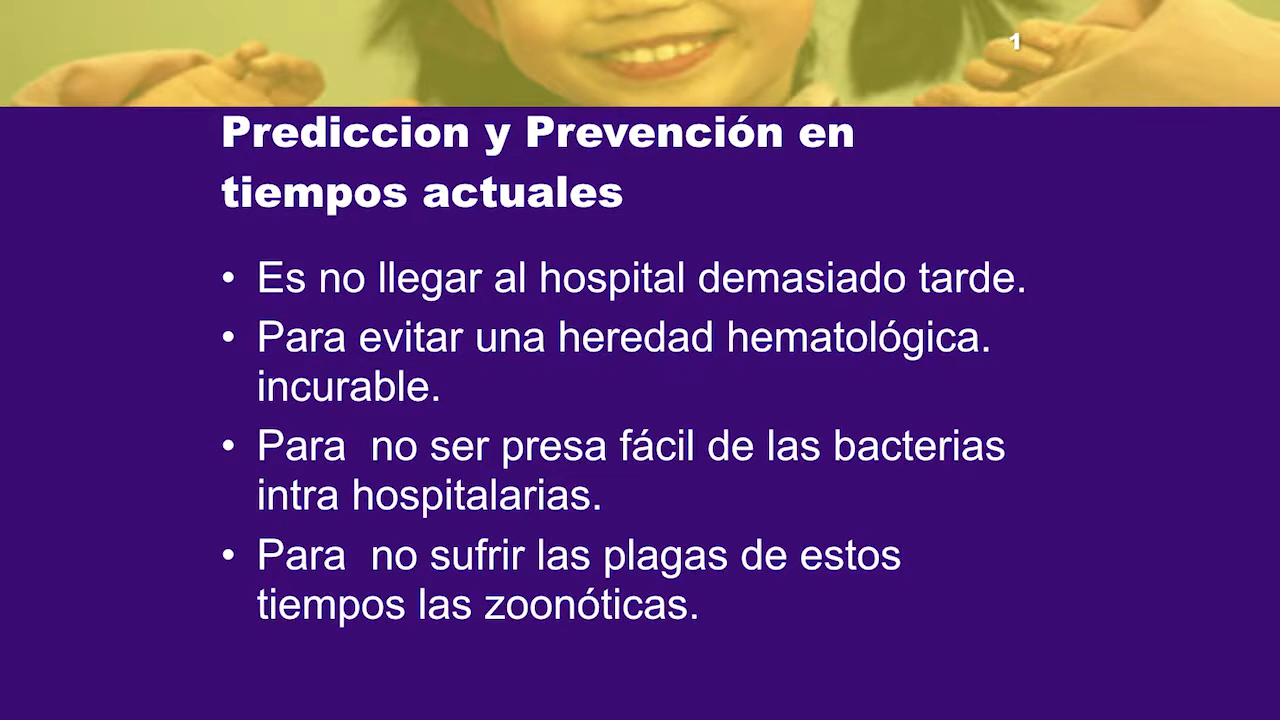 1
Prediccion y Prevención en
tiempos actuales
• Es no llegar al hospital demasiado tarde.
• Para evitar una heredad hematológica.
incurable.
• Para  no ser presa fácil de las bacterias
intra hospitalarias.
• Para  no sufrir las plagas de estos
tiempos las zoonóticas.